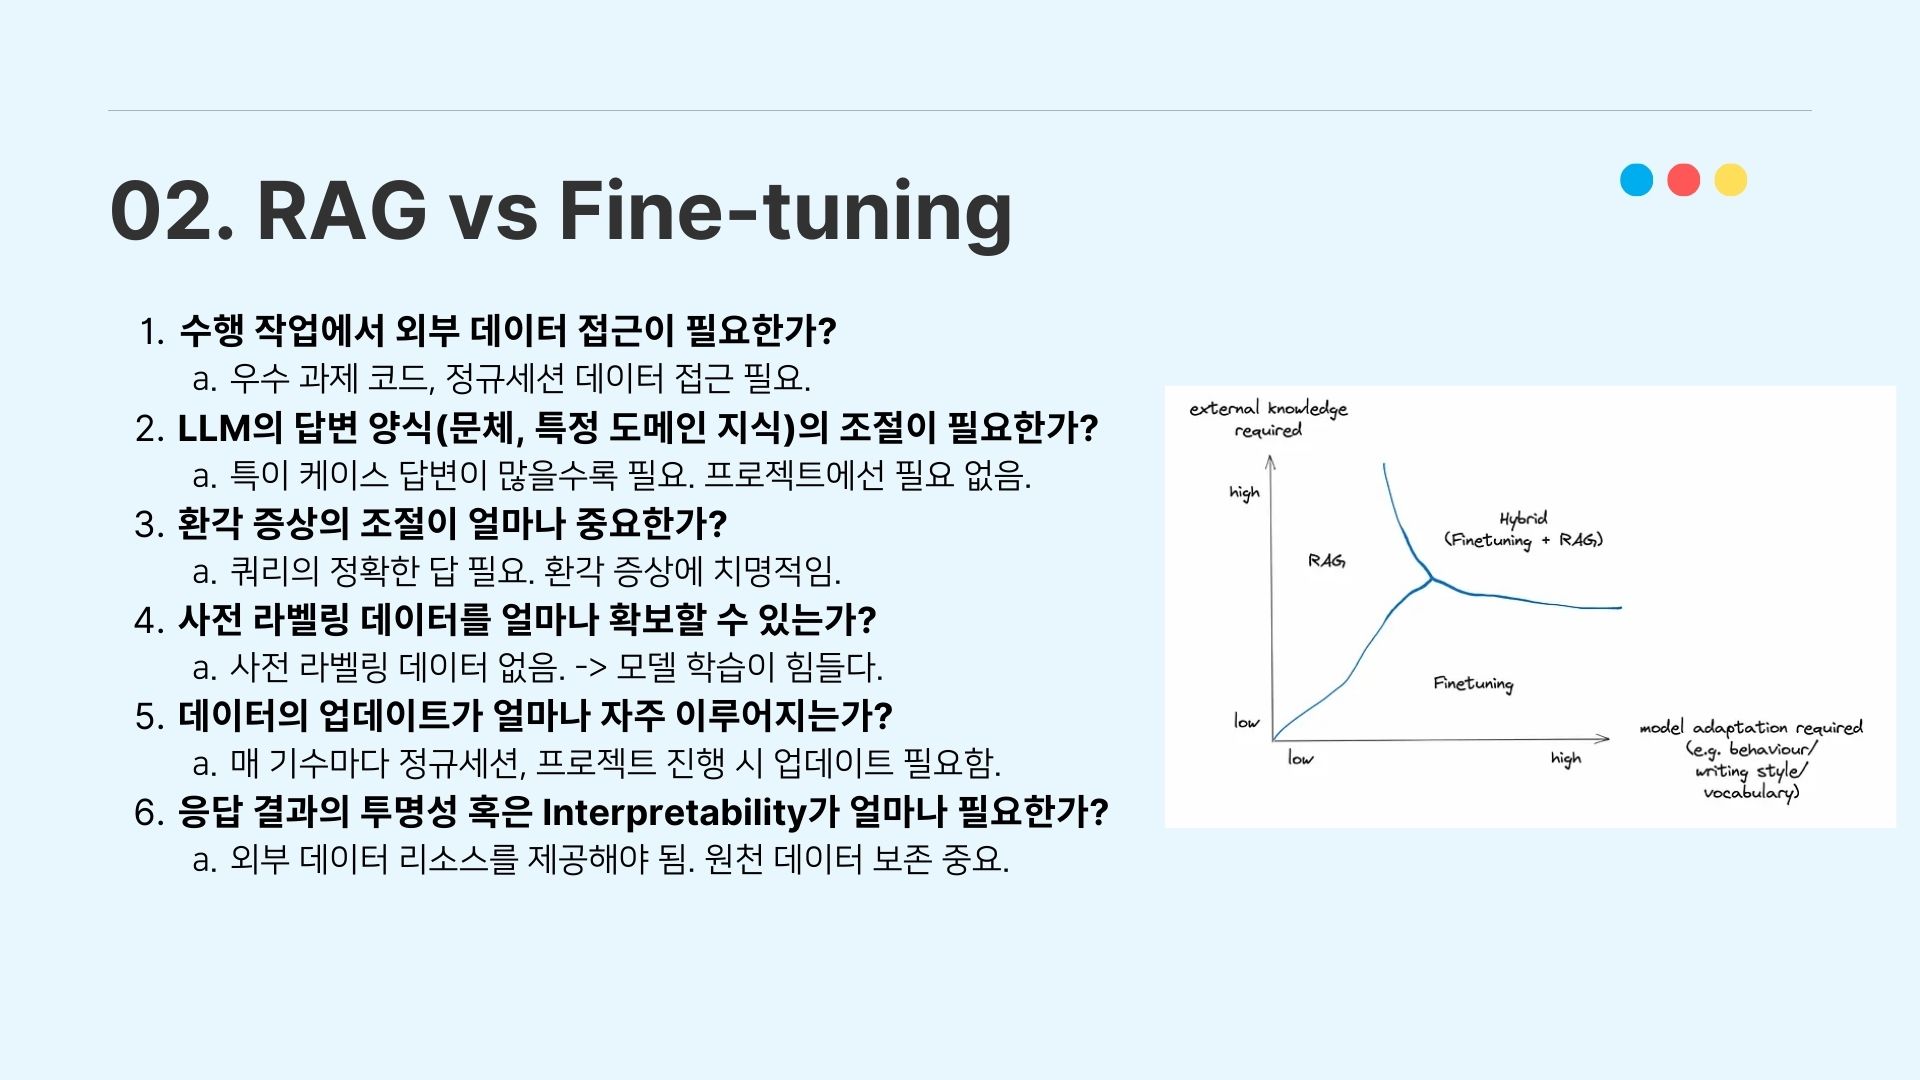 02. RAG vs Fine-tuning
1. 수행 작업에서 외부 데이터 접근이 필요한가?
a. 우수 과제 코드, 정규세션 데이터 접근 필요.
2. LLM의 답변 양식(문체, 특정 도메인 지식)의 조절이 필요한가?
a. 특이 케이스 답변이 많을수록 필요. 프로젝트에선 필요 없음.
3. 환각 증상의 조절이 얼마나 중요한가?
a. 쿼리의 정확한 답 필요. 환각 증상에 치명적임.
4. 사전 라벨링 데이터를 얼마나 확보할 수 있는가?
a. 사전 라벨링 데이터 없음. -> 모델 학습이 힘들다.
5. 데이터의 업데이트가 얼마나 자주 이루어지는가?
a. 매 기수마다 정규세션, 프로젝트 진행 시 업데이트 필요함.
6. 응답 결과의 투명성 혹은 Interpretability가 얼마나 필요한가?
a. 외부 데이터 리소스를 제공해야 됨. 원천 데이터 보존 중요.
external knowledge
required
high
Hybrid
(Finetuning + RAG)
RAG
Finetuning
low
low
high
model adaptation required
(e.g. behaviour/
writing style/
vocabulary)